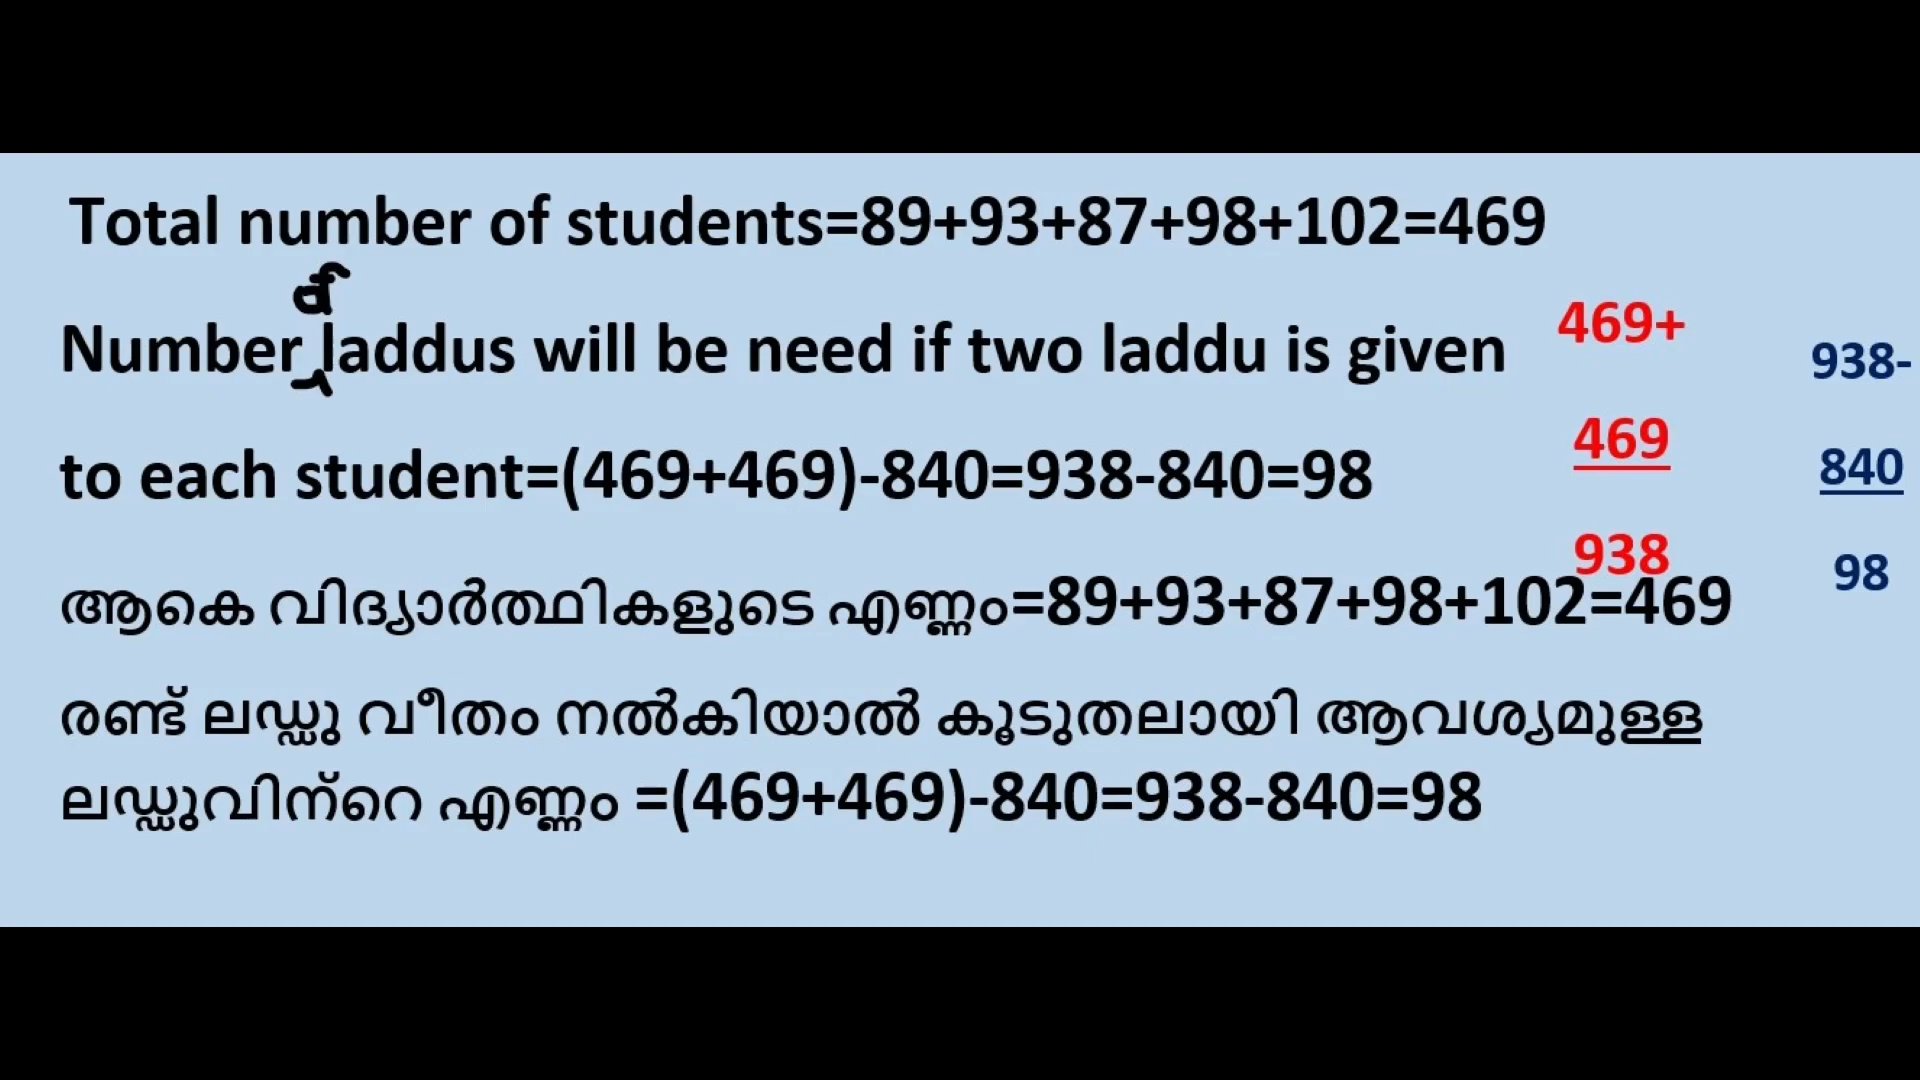 Total number of students=89+93+87+98+102=469
of
Number laddus will be need if two laddu is given
to each student=(469+469)-840=938-840=98
469+
469
938
938-
840
98
ആകെ വിദ്യാർത്ഥികളുടെ എണ്ണം=89+93+87+98+102=469
രണ്ട് ലഡ്ഡു വീതം നൽകിയാൽ കൂടുതലായി ആവശ്യമുള്ള
ലഡ്ഡുവിന്റെ എണ്ണം =(469+469)-840=938-840=98